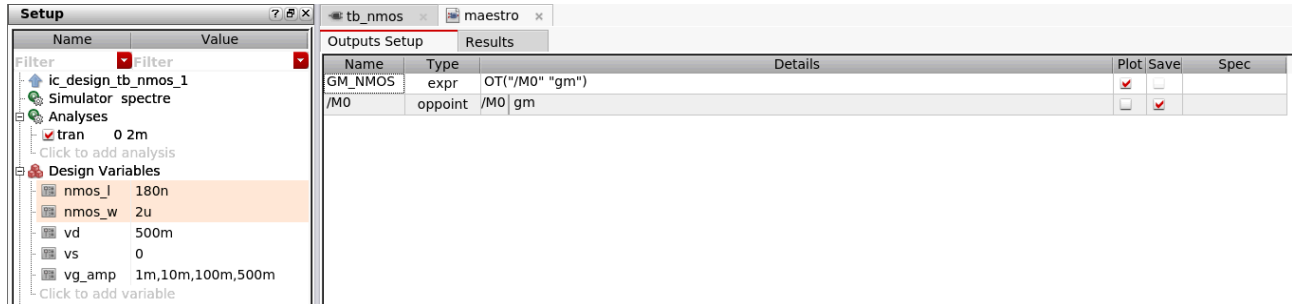 Setup
Name Value
Filter Filter
ic_design_tb_nmos_1
Simulator spectre
Analyses
tran 0 2m
Click to add analysis
Design Variables
nmos_l 180n
nmos_w 2u
vd 500m
vs 0
vg_amp 1m,10m,100m,500m
Click to add variable
tb_nmos maestro
Outputs Setup Results
Name Type Details Plot Save Spec
GM_NMOS expr OT("/M0" "gm")
/M0 oppoint /M0 gm